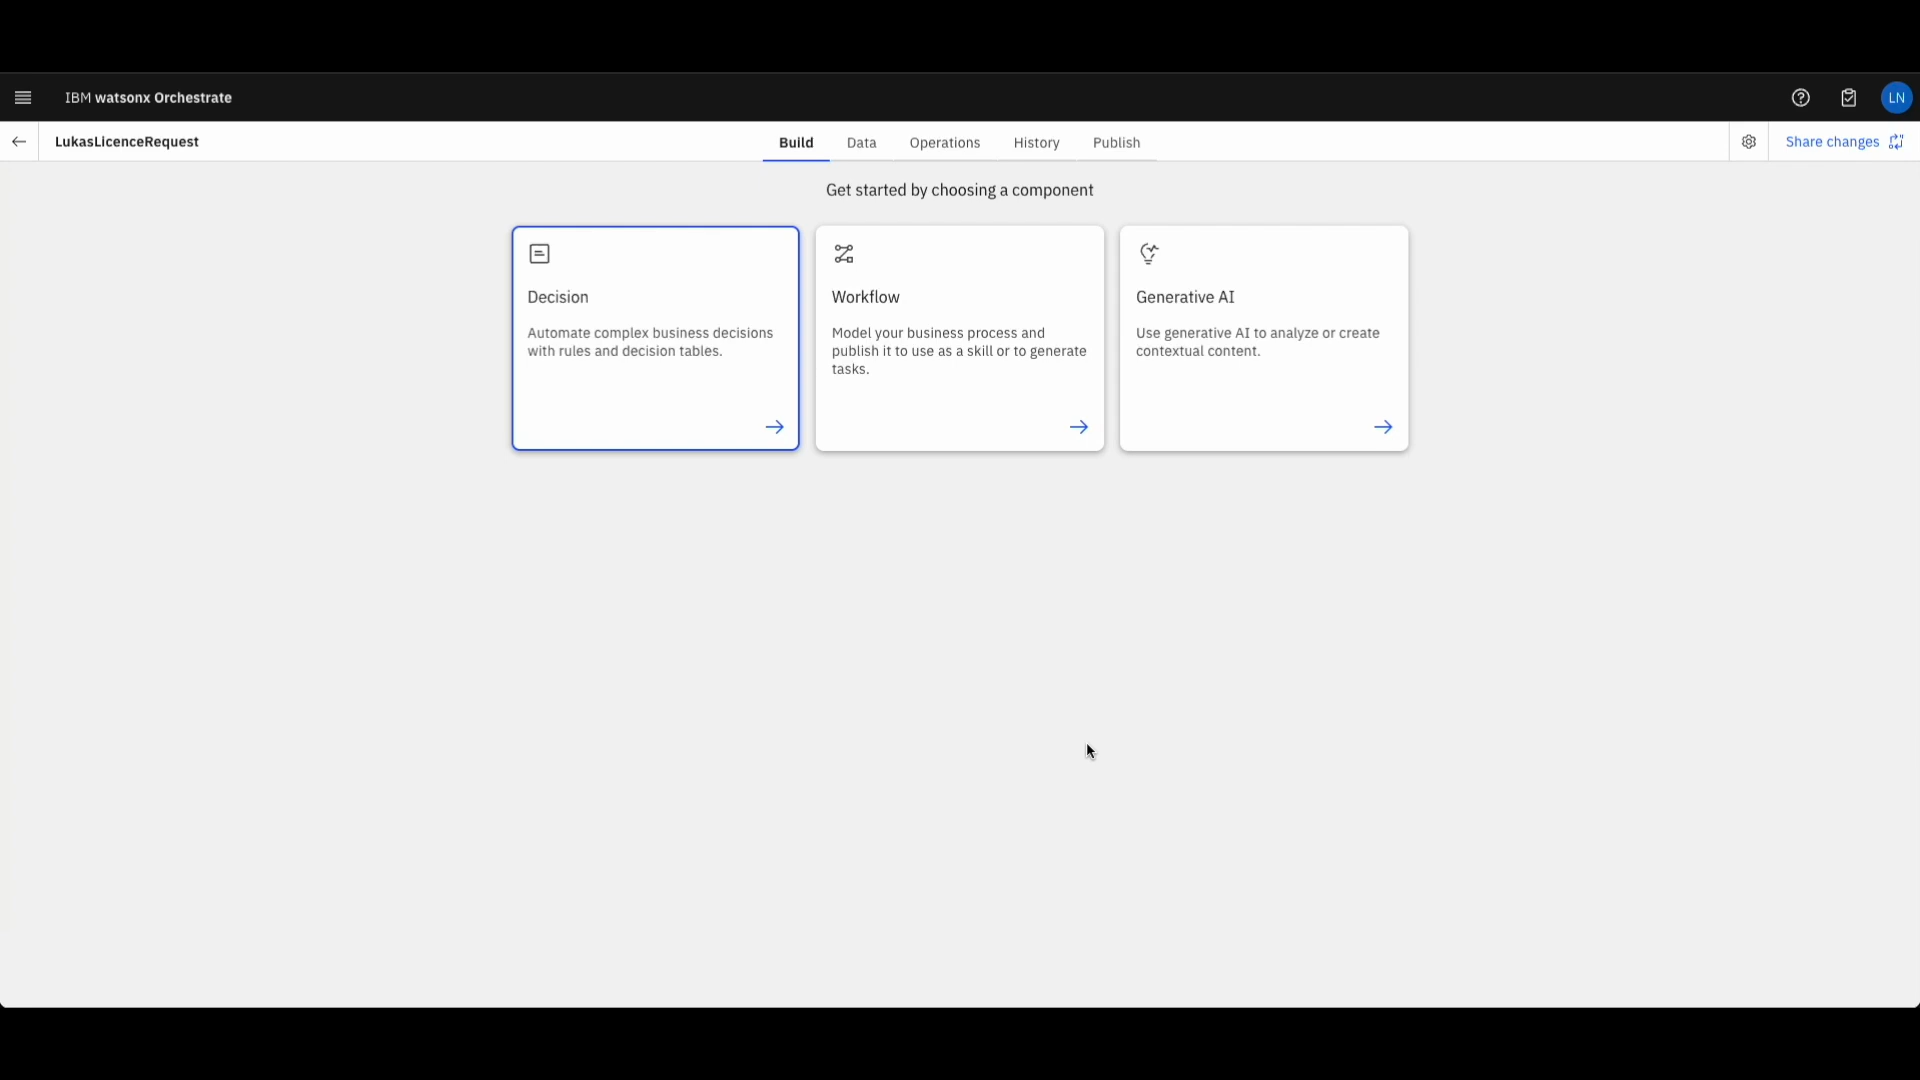 IBM watsonx Orchestrate
LN
LukasLicenceRequest
Build
Data
Operations
History
Publish
Share changes
Get started by choosing a component
Decision
Automate complex business decisions
with rules and decision tables.
Workflow
Model your business process and
publish it to use as a skill or to generate
tasks.
Generative AI
Use generative AI to analyze or create
contextual content.